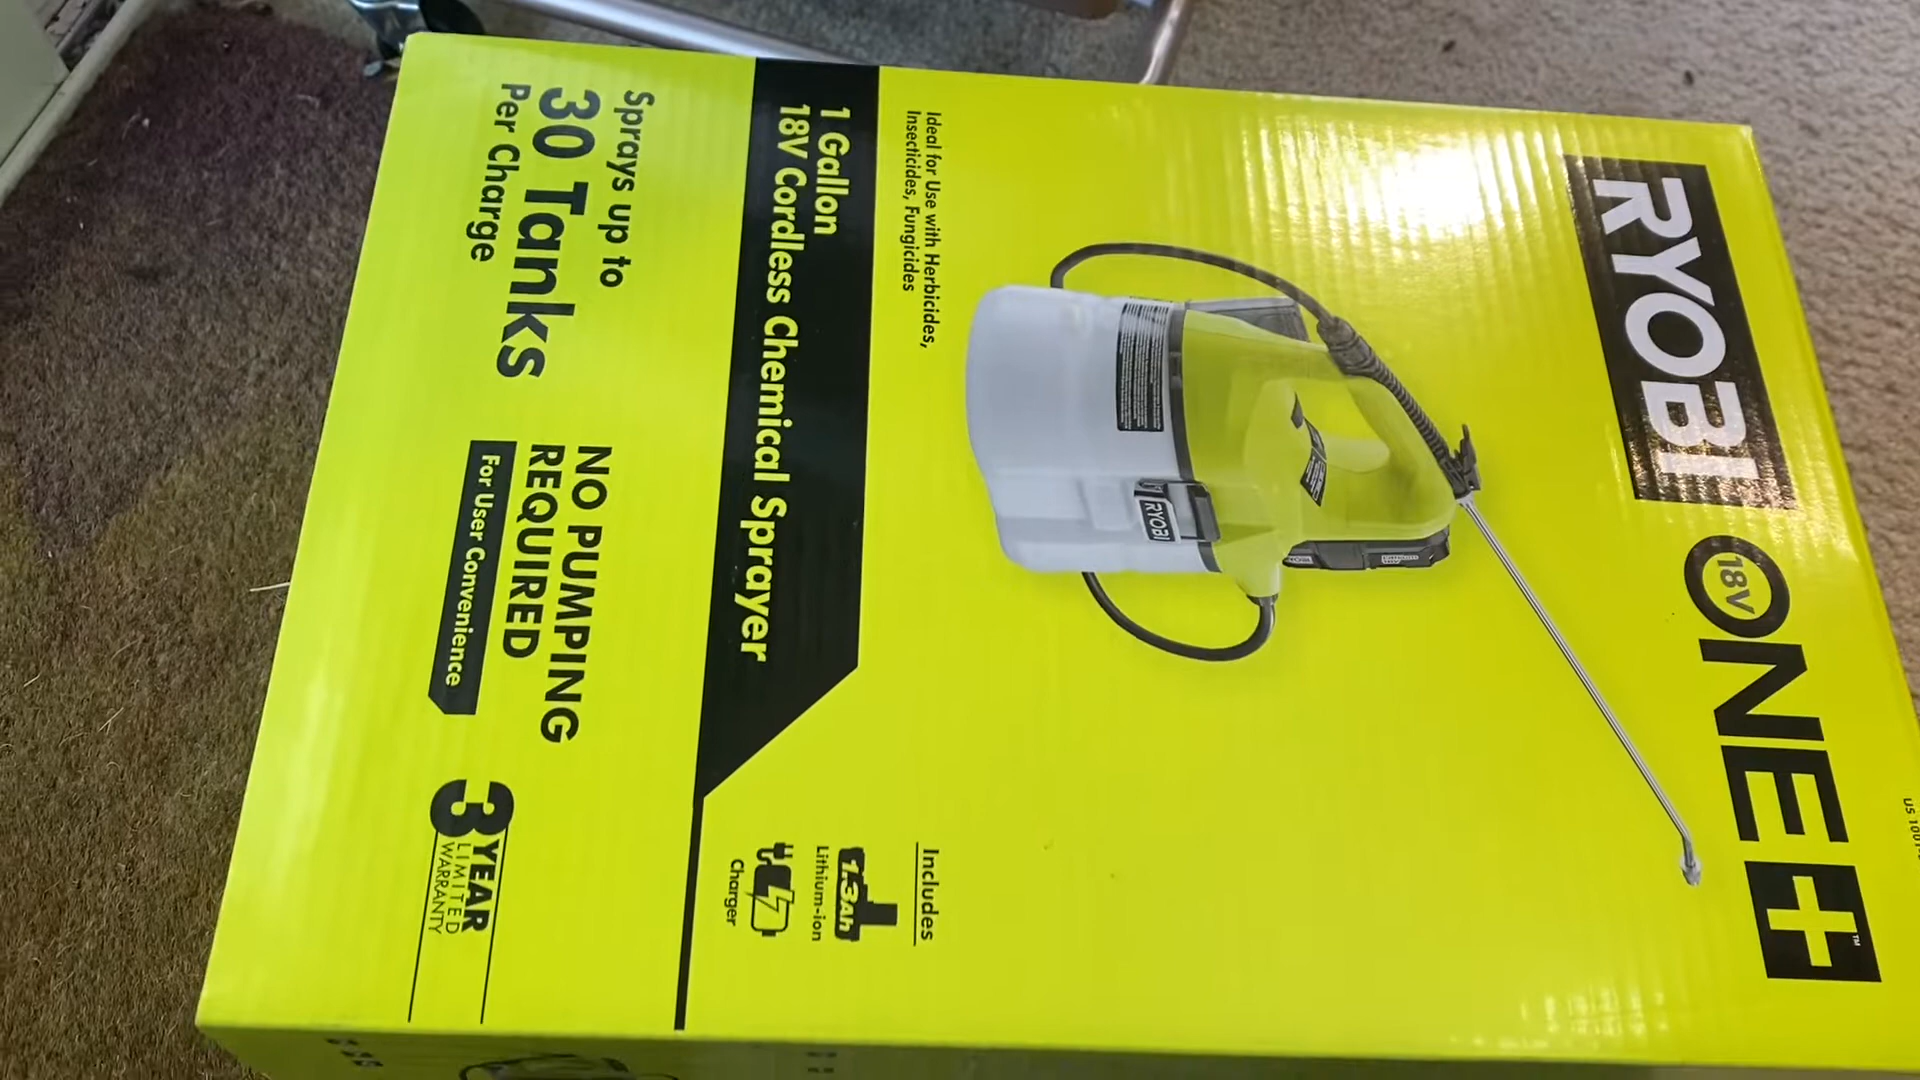 RYOBI
18V ONE+™
RYOBI
Ideal for Use with Herbicides,
Insecticides, Fungicides
1 Gallon
18V Cordless Chemical Sprayer
Includes
1.3Ah
Lithium-ion
Charger
Sprays up to
30 Tanks
Per Charge
NO PUMPING
REQUIRED
For User Convenience
3 YEAR
LIMITED
WARRANTY